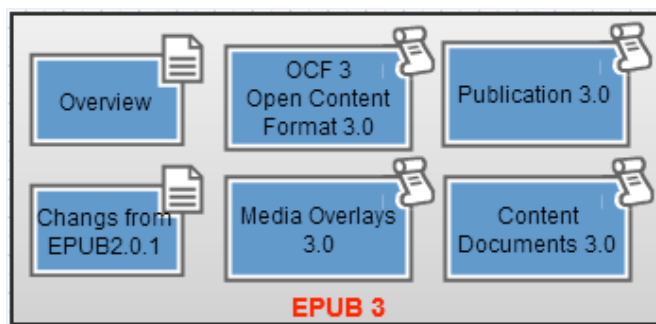 Overview
OCF 3
Open Content
Format 3.0
Publication 3.0
Changs from
EPUB2.0.1
Media Overlays
3.0
Content
Documents 3.0
EPUB 3